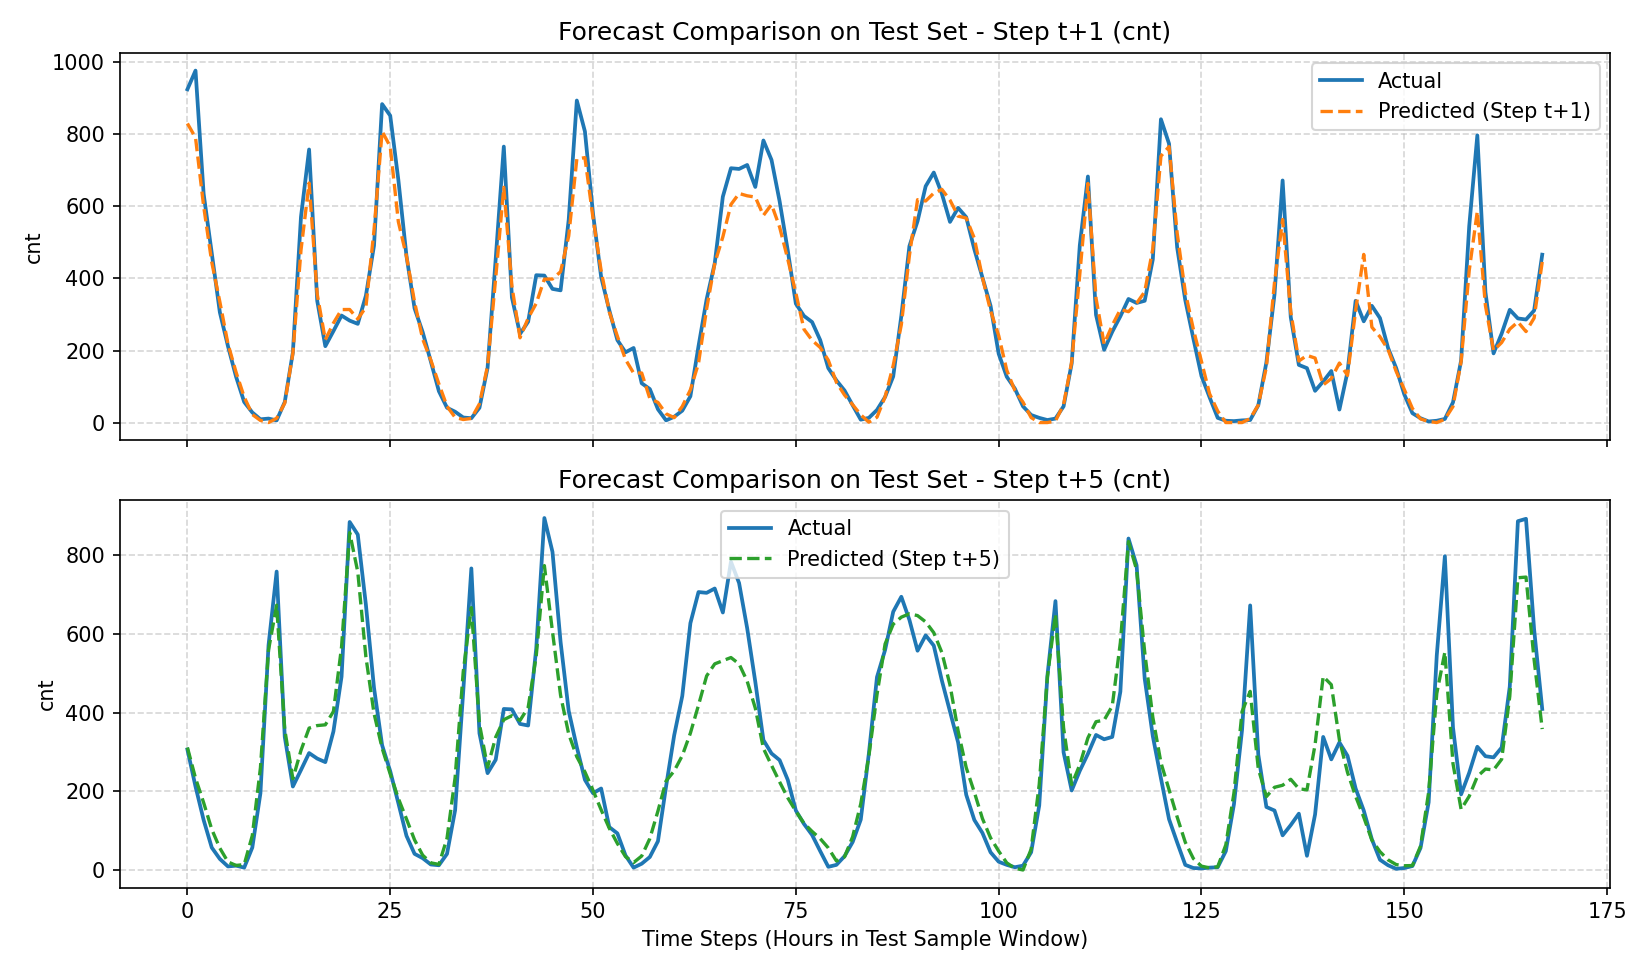 Forecast Comparison on Test Set - Step t+1 (cnt)
1000
800
600
400
200
0
cnt
Actual
Predicted (Step t+1)
Forecast Comparison on Test Set - Step t+5 (cnt)
800
600
400
200
0
cnt
Actual
Predicted (Step t+5)
0 25 50 75 100 125 150 175
Time Steps (Hours in Test Sample Window)